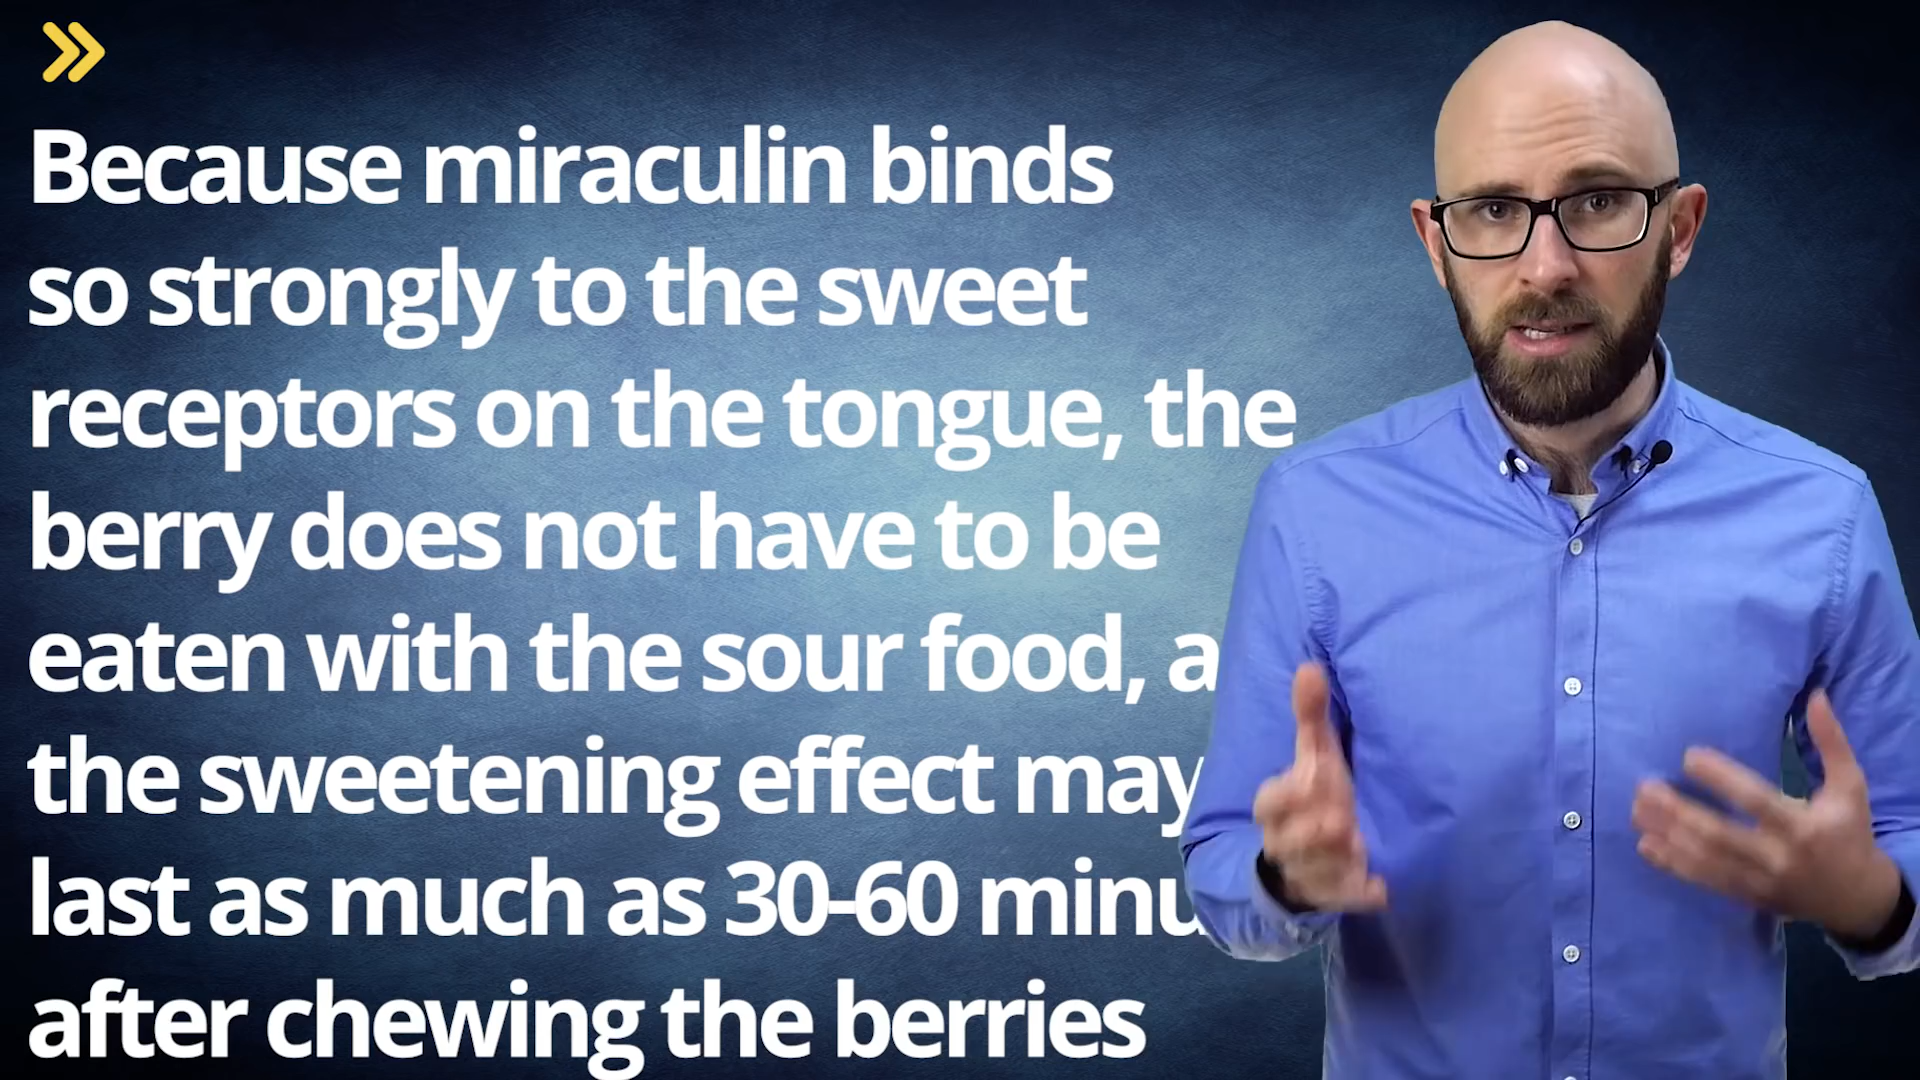 Because miraculin binds
so strongly to the sweet
receptors on the tongue, the
berry does not have to be
eaten with the sour food,
the sweetening effect may
last as much as 30-60
after chewing the berries